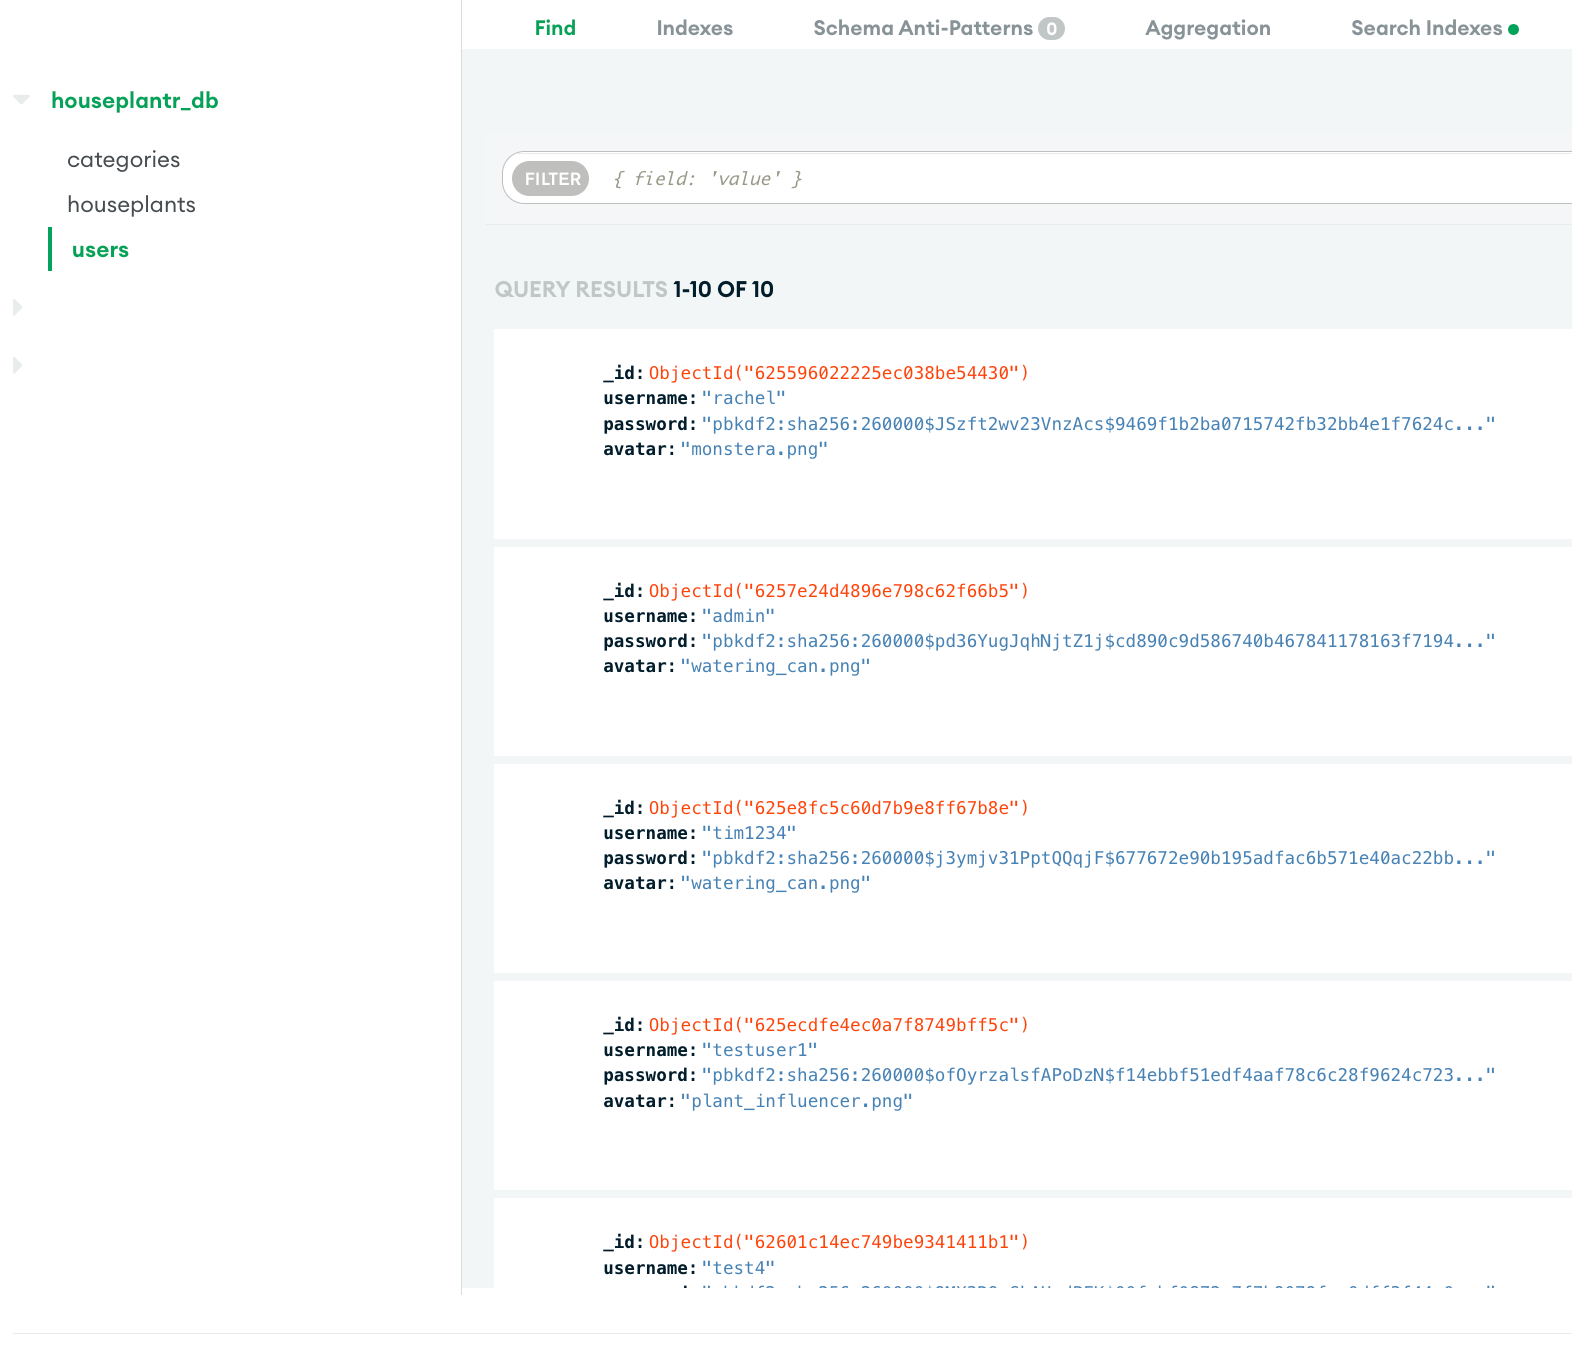 Find Indexes Schema Anti-Patterns 0 Aggregation Search Indexes
houseplantr_db
categories
houseplants
users
FILTER { field: 'value' }
QUERY RESULTS 1-10 OF 10
_id: ObjectId("625596022225ec038be54430")
username: "rachel"
password: "pbkdf2:sha256:260000$JSzft2wv23VnzAcs$9469f1b2ba0715742fb32bb4e1f7624c..."
avatar: "monstera.png"
_id: ObjectId("6257e24d4896e798c62f66b5")
username: "admin"
password: "pbkdf2:sha256:260000$pd36YugJqhNjtZ1j$cd890c9d586740b467841178163f7194..."
avatar: "watering_can.png"
_id: ObjectId("625e8fc5c60d7b9e8ff67b8e")
username: "tim1234"
password: "pbkdf2:sha256:260000$j3ymjv31PptQQqjF$677672e90b195adfac6b571e40ac22bb..."
avatar: "watering_can.png"
_id: ObjectId("625ecdfe4ec0a7f8749bff5c")
username: "testuser1"
password: "pbkdf2:sha256:260000$ofOyrzalsfAPoDzN$f14ebbf51edf4aaf78c6c28f9624c723..."
avatar: "plant_influencer.png"
_id: ObjectId("62601c14ec749be9341411b1")
username: "test4"